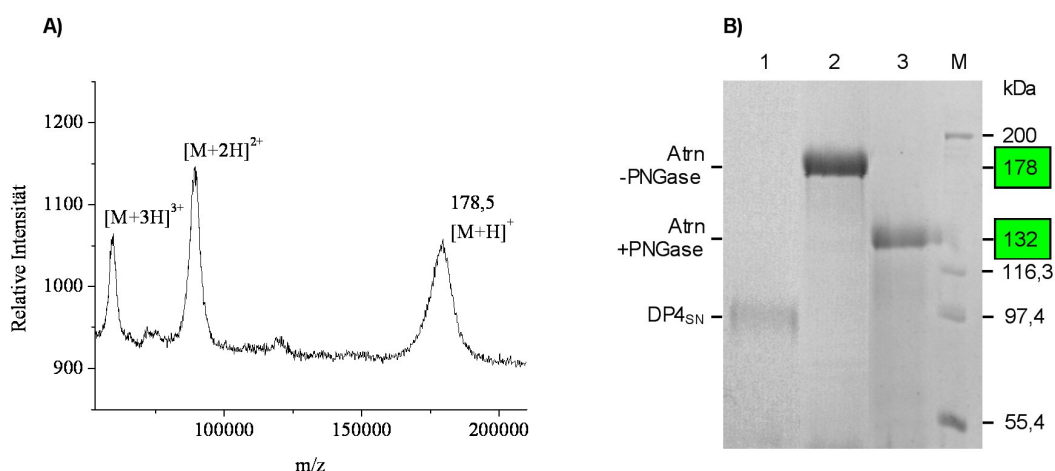 A)
1200
1100
1000
900
Relative Intensität
[M+3H]3+
[M+2H]2+
178,5
[M+H]+
100000
150000
200000
m/z
B)
1 2 3 M
kDa
Atrn
-PNGase
Atrn
+PNGase
DP4SN
200
178
132
116,3
97,4
55,4